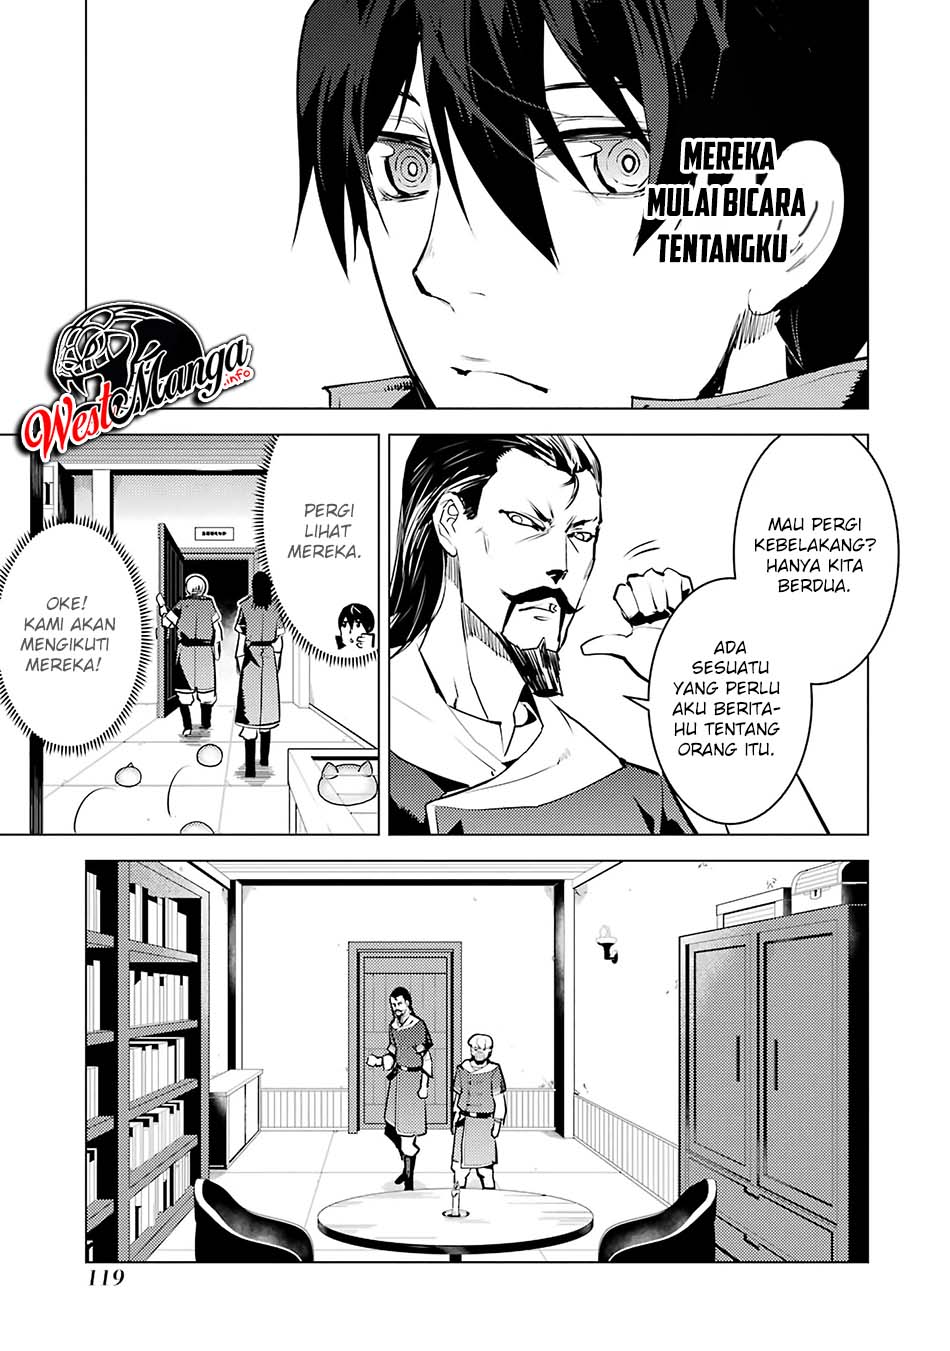 MEREKA
MULAI BICARA
TENTANGKU
WestManga
.info
MAU PERGI
KEBELAKANG?
HANYA KITA
BERDUA.
ADA
SESUATU
YANG PERLU
AKU BERITA-
HU TENTANG
ORANG ITU.
PERGI
LIHAT
MEREKA.
OKE!
KAMI AKAN
MENGIKUTI
MEREKA!
119